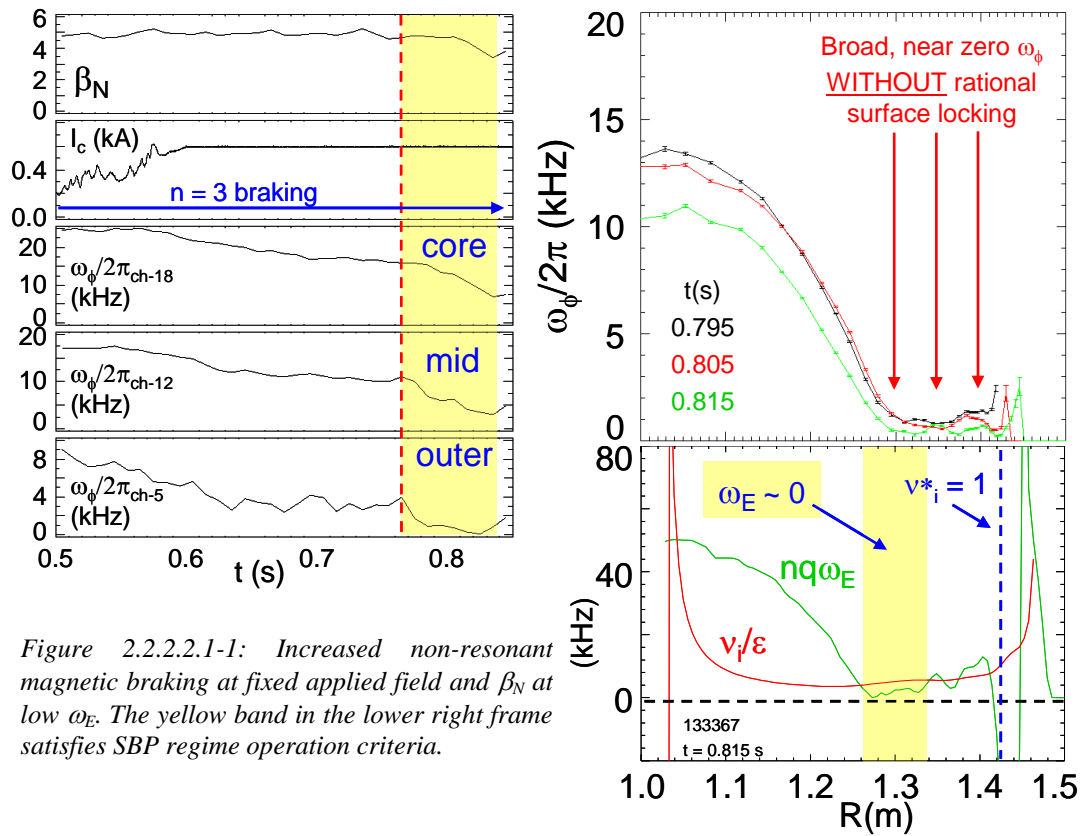 6
4
2
0
β_N
I_c (kA)
0.4
0.0
n = 3 braking
20
10
0
core
ω_ϕ/2π_ch-18
(kHz)
20
10
0
mid
ω_ϕ/2π_ch-12
(kHz)
8
4
0
outer
ω_ϕ/2π_ch-5
(kHz)
0.5 0.6 0.7 0.8
t (s)
Figure 2.2.2.2.1-1: Increased non-resonant
magnetic braking at fixed applied field and β_N at
low ω_E. The yellow band in the lower right frame
satisfies SBP regime operation criteria.
20
15
10
5
0
ω_ϕ/2π (kHz)
Broad, near zero ω_ϕ
WITHOUT rational
surface locking
t(s)
0.795
0.805
0.815
80
40
0
(kHz)
ω_E ~ 0
ν*_i = 1
nqω_E
ν_i/ε
133367
t = 0.815 s
1.0 1.1 1.2 1.3 1.4 1.5
R(m)